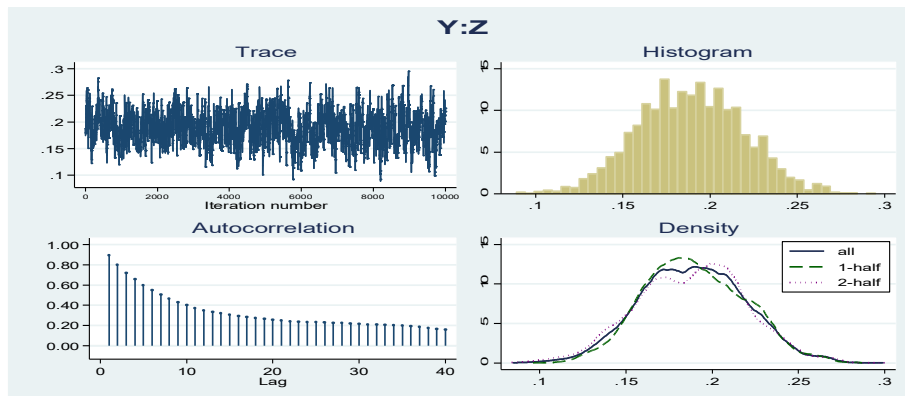 Y:Z
Trace
.3
.25
.2
.15
.1
0 2000 4000 6000 8000 10000
Iteration number
Histogram
15
10
5
0
.1 .15 .2 .25 .3
Autocorrelation
1.00
0.80
0.60
0.40
0.20
0.00
0 10 20 30 40
Lag
Density
15
10
5
0
.1 .15 .2 .25 .3
all
1-half
2-half